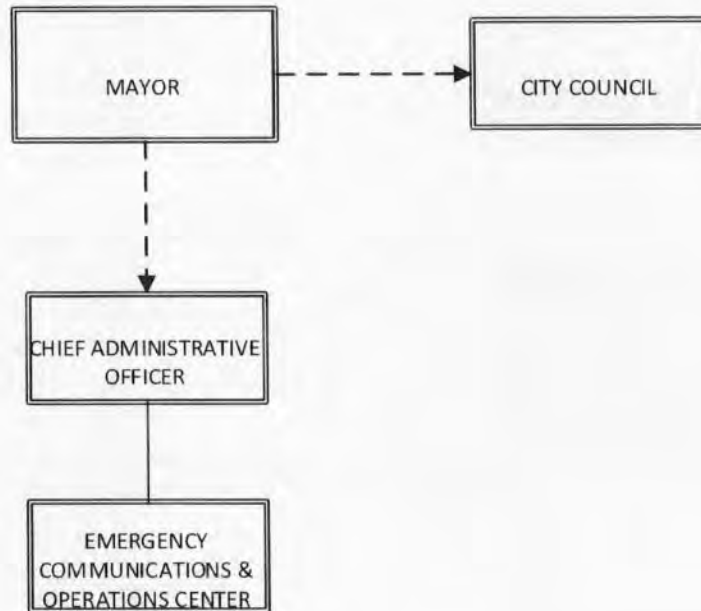 MAYOR
CITY COUNCIL
CHIEF ADMINISTRATIVE
OFFICER
EMERGENCY
COMMUNICATIONS &
OPERATIONS CENTER